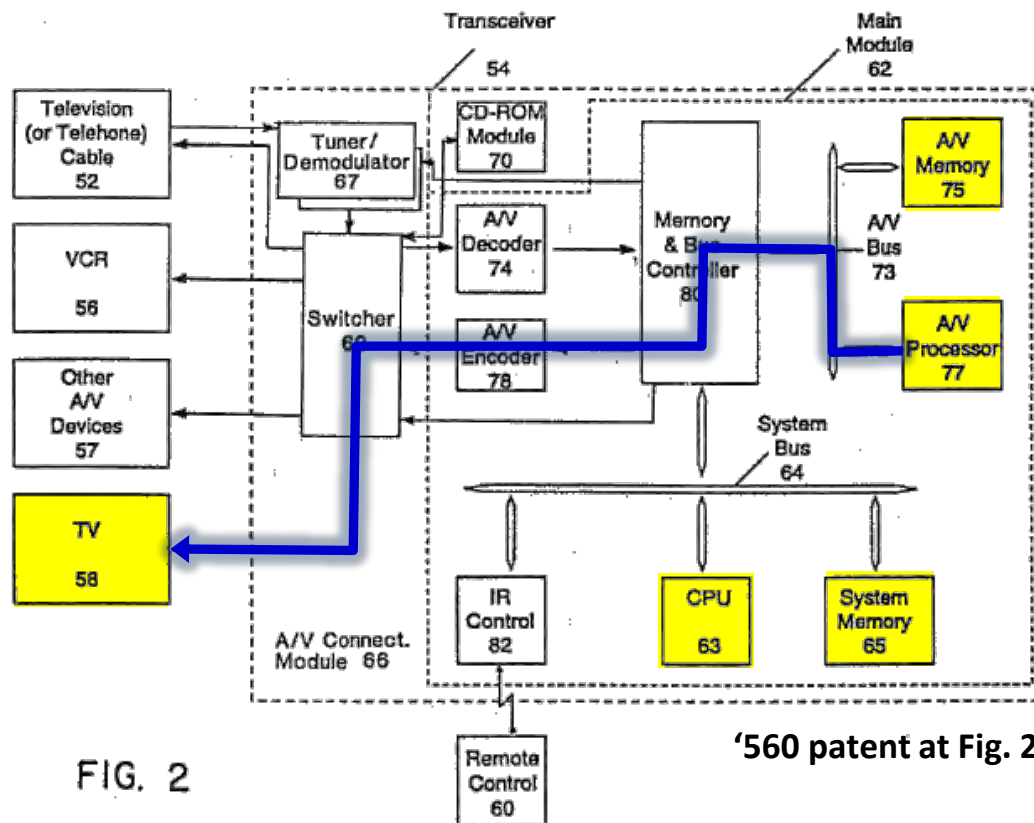 Transceiver
54
Main
Module
62
Television
(or Telehone)
Cable
52
Tuner/
Demodulator
67
CD-ROM
Module
70
A/V
Memory
75
VCR
56
A/V
Decoder
74
Memory
& Bus
Controller
80
A/V
Bus
73
Switcher
A/V
Encoder
78
A/V
Processor
77
Other
A/V
Devices
57
System
Bus
64
TV
58
IR
Control
82
CPU
63
System
Memory
65
A/V Connect.
Module 66
Remote
Control
60
FIG. 2
‘560 patent at Fig. 2